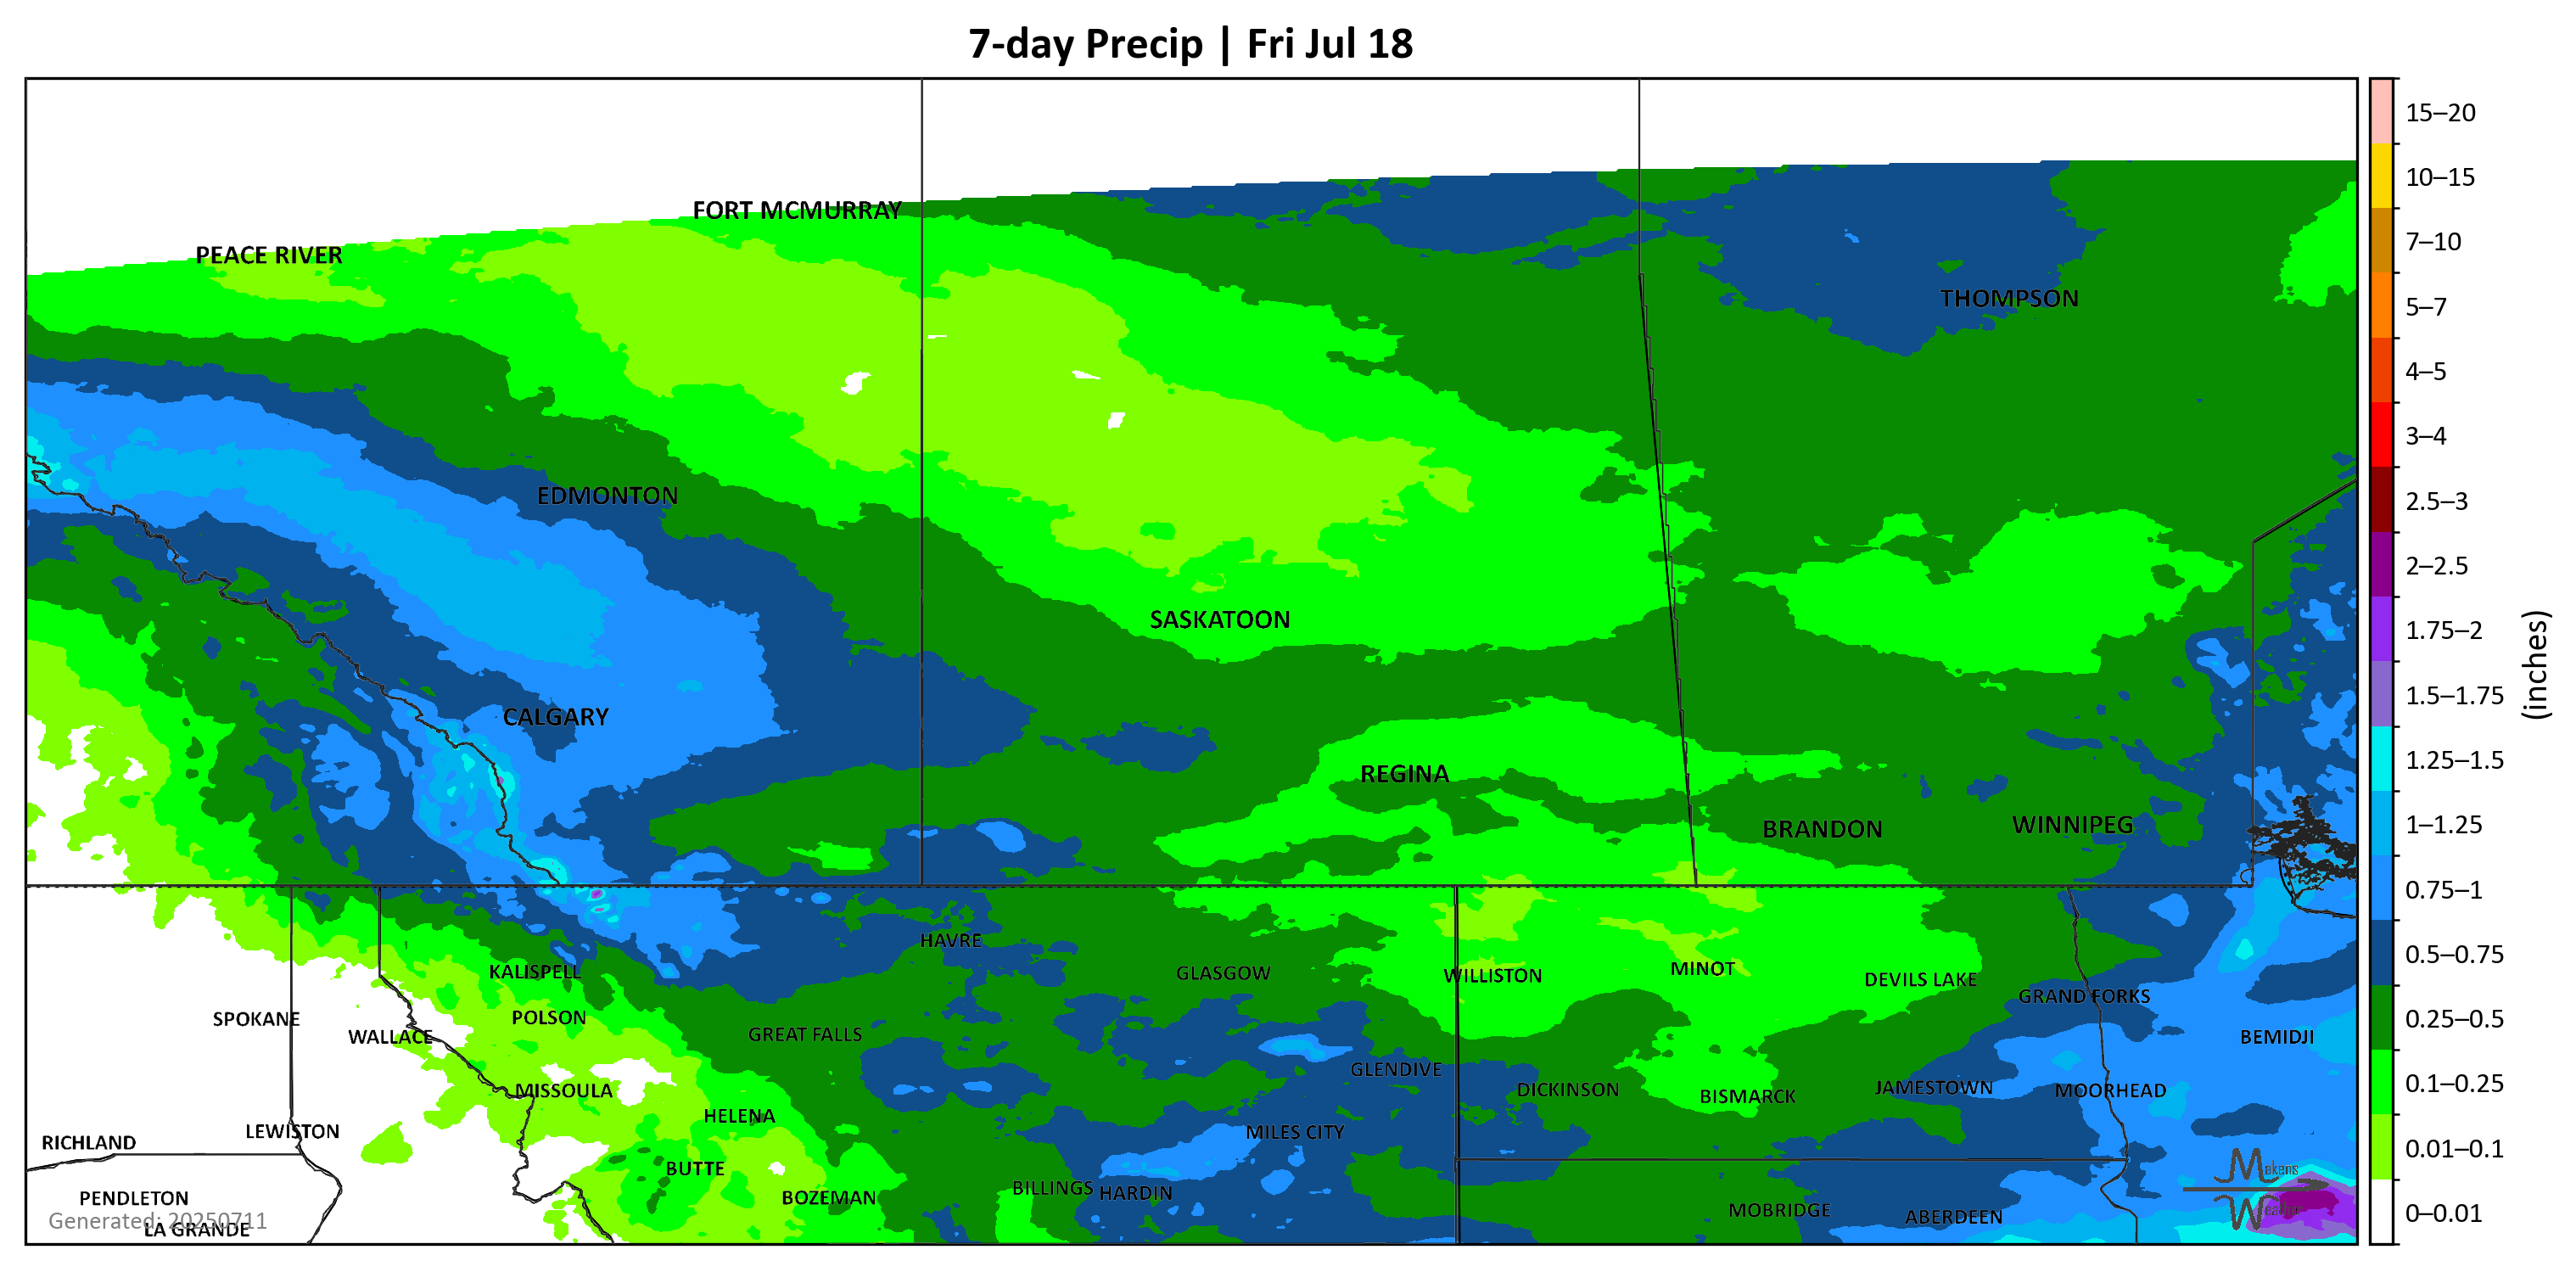 7-day Precip | Fri Jul 18
FORT MCMURRAY
PEACE RIVER
THOMPSON
EDMONTON
SASKATOON
CALGARY
REGINA
BRANDON
WINNIPEG
HAVRE
KALISPELL
GLASGOW
WILLISTON
MINOT
DEVILS LAKE
GRAND FORKS
SPOKANE
POLSON
WALLACE
GREAT FALLS
BEMIDJI
GLENDIVE
MISSOULA
DICKINSON
BISMARCK
JAMESTOWN
MOORHEAD
HELENA
RICHLAND
LEWISTON
MILES CITY
BUTTE
PENDLETON
BOZEMAN
BILLINGS
HARDIN
MOBRIDGE
ABERDEEN
Generated: 20250711
LA GRANDE
Makens
Weather
15–20
10–15
7–10
5–7
4–5
3–4
2.5–3
2–2.5
1.75–2
1.5–1.75
1.25–1.5
1–1.25
0.75–1
0.5–0.75
0.25–0.5
0.1–0.25
0.01–0.1
0–0.01
(inches)